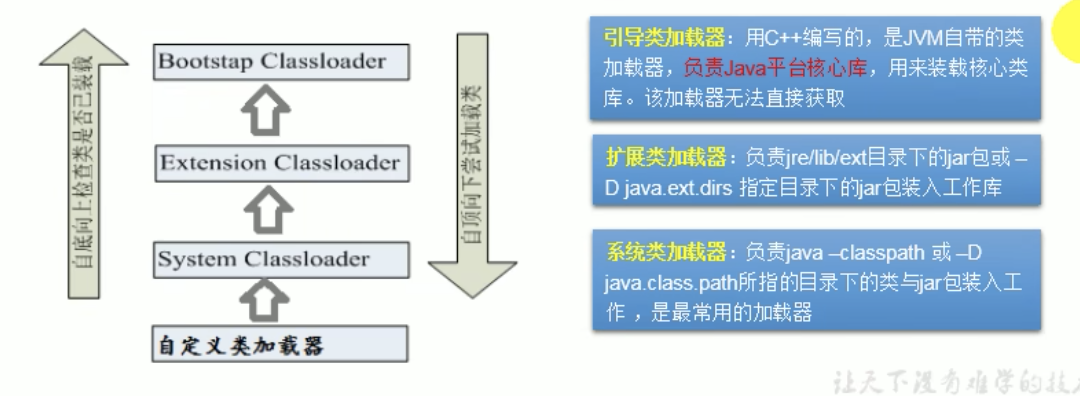 自底向上检查类是否已装载
Bootstap Classloader
Extension Classloader
System Classloader
自定义类加载器
自顶向下尝试加载类
引导类加载器：用C++编写的，是JVM自带的类
加载器，负责Java平台核心库，用来装载核心类
库。该加载器无法直接获取
扩展类加载器：负责jre/lib/ext目录下的jar包或 –
D java.ext.dirs 指定目录下的jar包装入工作库
系统类加载器：负责java –classpath 或 –D
java.class.path所指的目录下的类与jar包装入工
作 ，是最常用的加载器
让天下没有难学的技